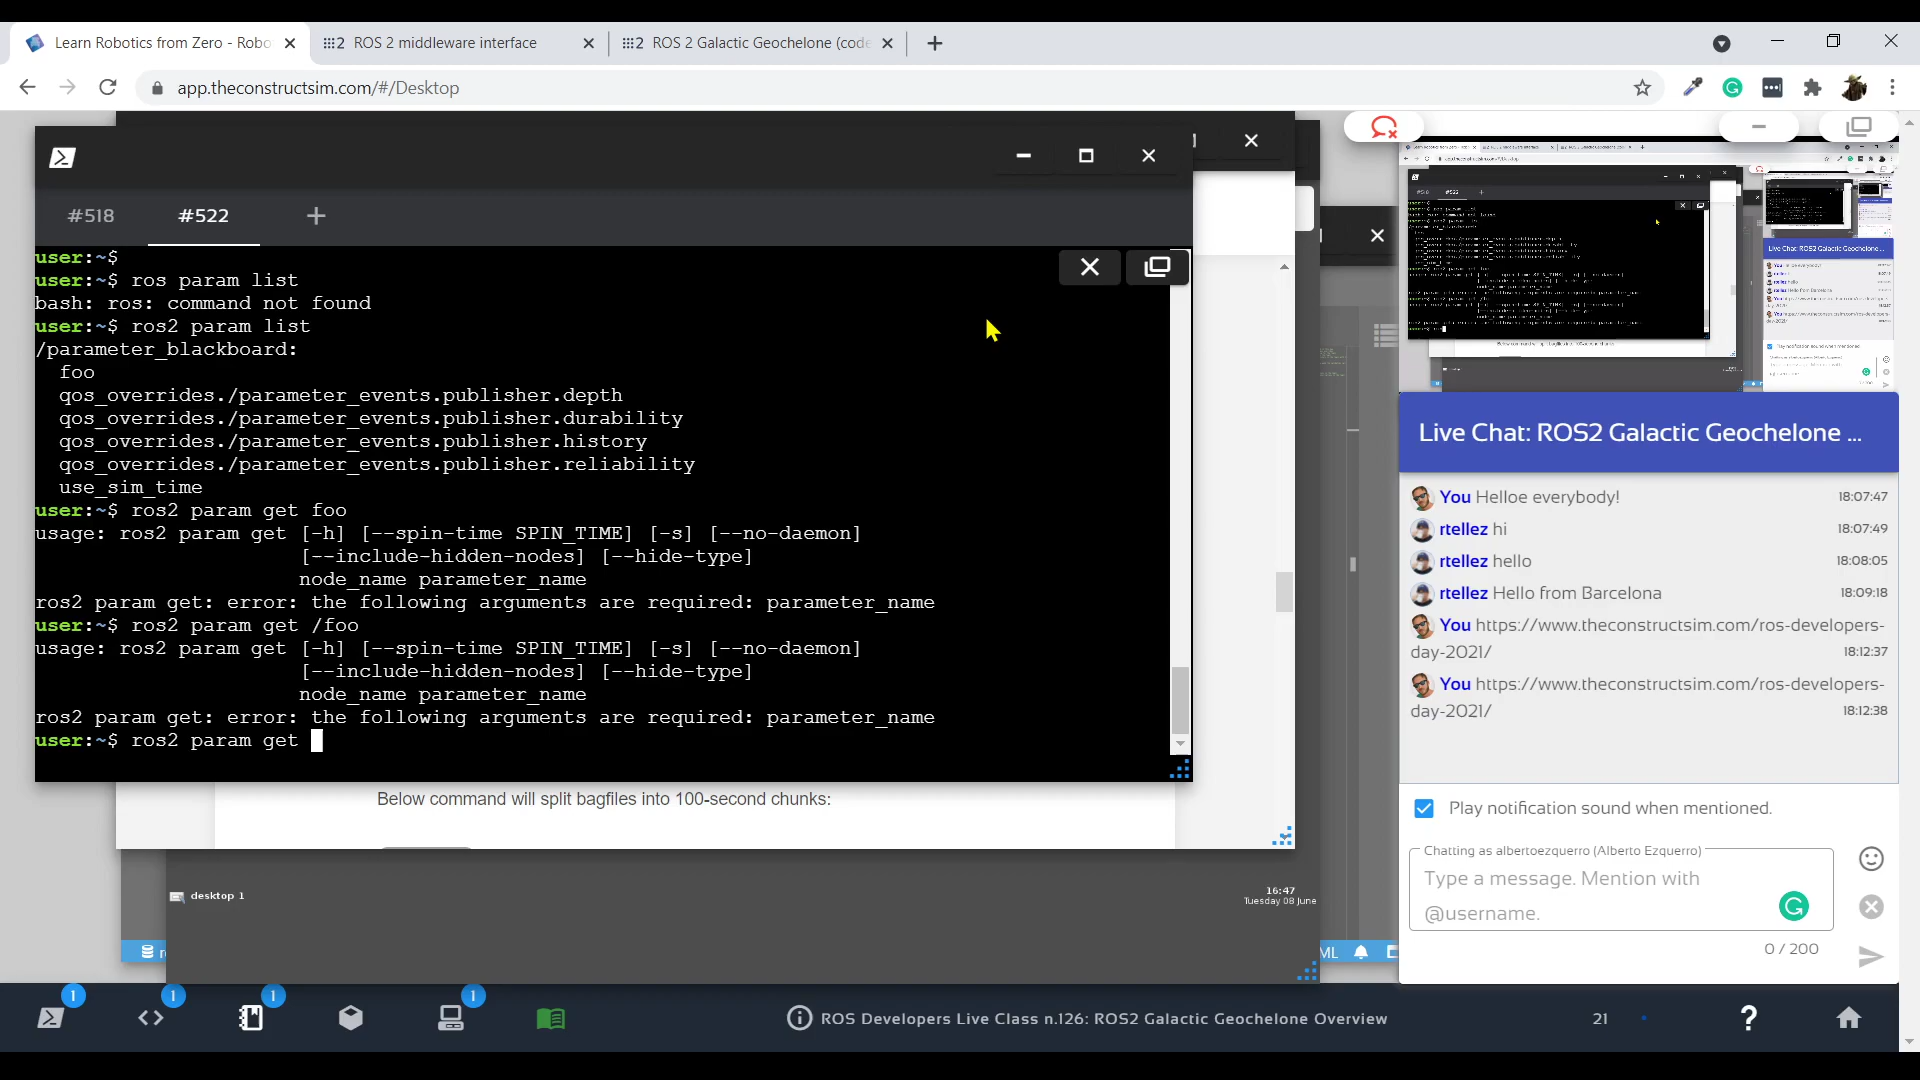 Learn Robotics from Zero - Robo
ROS 2 middleware interface
ROS 2 Galactic Geochelone (code
app.theconstructsim.com/#/Desktop
#518
#522
user:~$
user:~$ ros param list
bash: ros: command not found
user:~$ ros2 param list
/parameter_blackboard:
foo
qos_overrides./parameter_events.publisher.depth
qos_overrides./parameter_events.publisher.durability
qos_overrides./parameter_events.publisher.history
qos_overrides./parameter_events.publisher.reliability
use_sim_time
user:~$ ros2 param get foo
usage: ros2 param get [-h] [--spin-time SPIN_TIME] [-s] [--no-daemon]
[--include-hidden-nodes] [--hide-type]
node_name parameter_name
ros2 param get: error: the following arguments are required: parameter_name
user:~$ ros2 param get /foo
usage: ros2 param get [-h] [--spin-time SPIN_TIME] [-s] [--no-daemon]
[--include-hidden-nodes] [--hide-type]
node_name parameter_name
ros2 param get: error: the following arguments are required: parameter_name
user:~$ ros2 param get
Below command will split bagfiles into 100-second chunks:
desktop 1
16:47
Tuesday 08 June
ML
Live Chat: ROS2 Galactic Geochelone ...
You Helloe everybody! 18:07:47
rtellez hi 18:07:49
rtellez hello 18:08:05
rtellez Hello from Barcelona 18:09:18
You https://www.theconstructsim.com/ros-developers-
day-2021/ 18:12:37
You https://www.theconstructsim.com/ros-developers-
day-2021/ 18:12:38
Play notification sound when mentioned.
Chatting as albertoezquerro (Alberto Ezquerro)
Type a message. Mention with
@username.
0 / 200
1
1
1
1
ROS Developers Live Class n.126: ROS2 Galactic Geochelone Overview
21